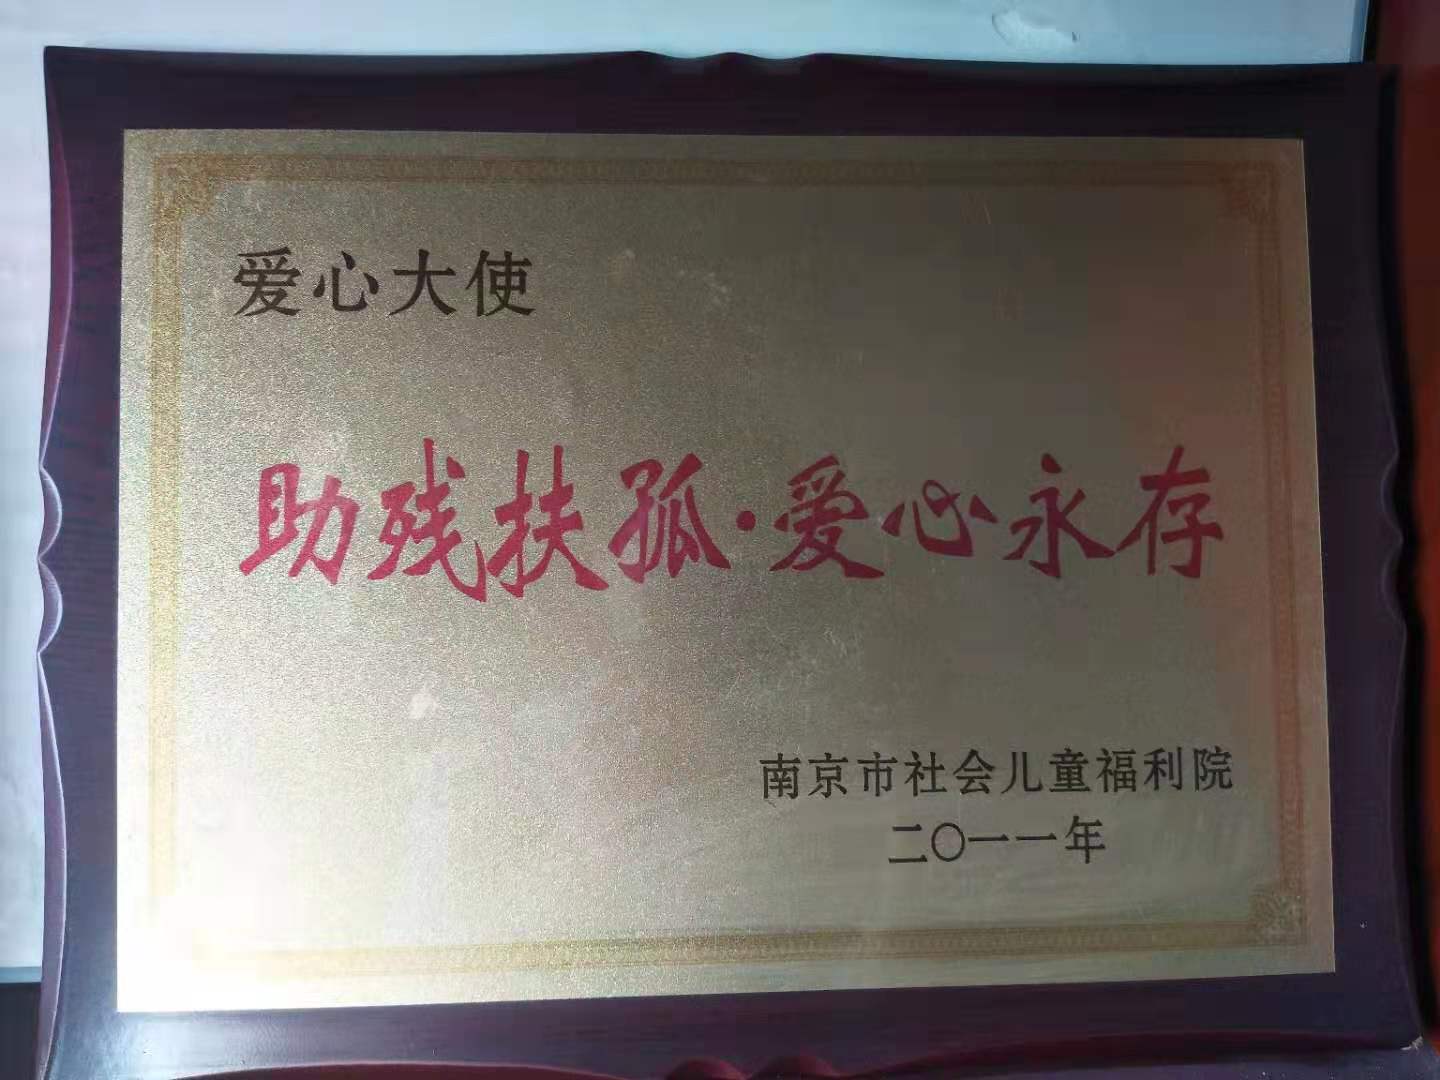 爱心大使
助残扶孤·爱心永存
南京市社会儿童福利院
二〇一一年